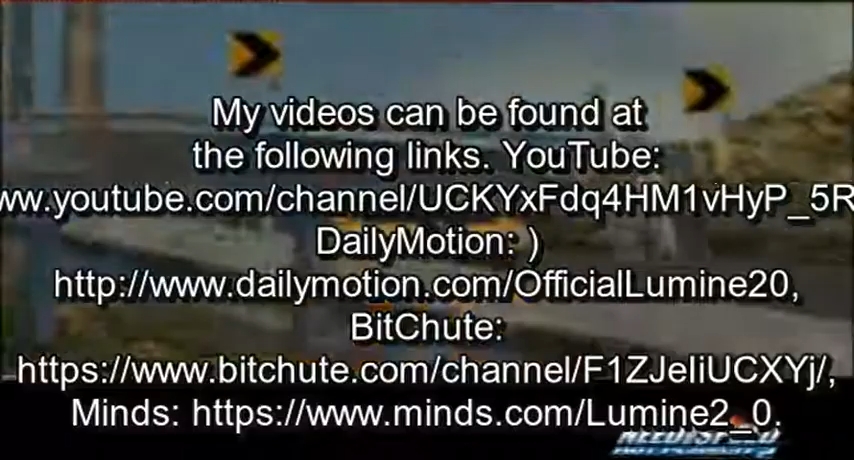 My videos can be found at
the following links. YouTube:
ww.youtube.com/channel/UCKYxFdq4HM1vHyP_5R
DailyMotion: )
http://www.dailymotion.com/OfficialLumine20,
BitChute:
https://www.bitchute.com/channel/F1ZJeIiUCXYj/,
Minds: https://www.minds.com/Lumine2_0.